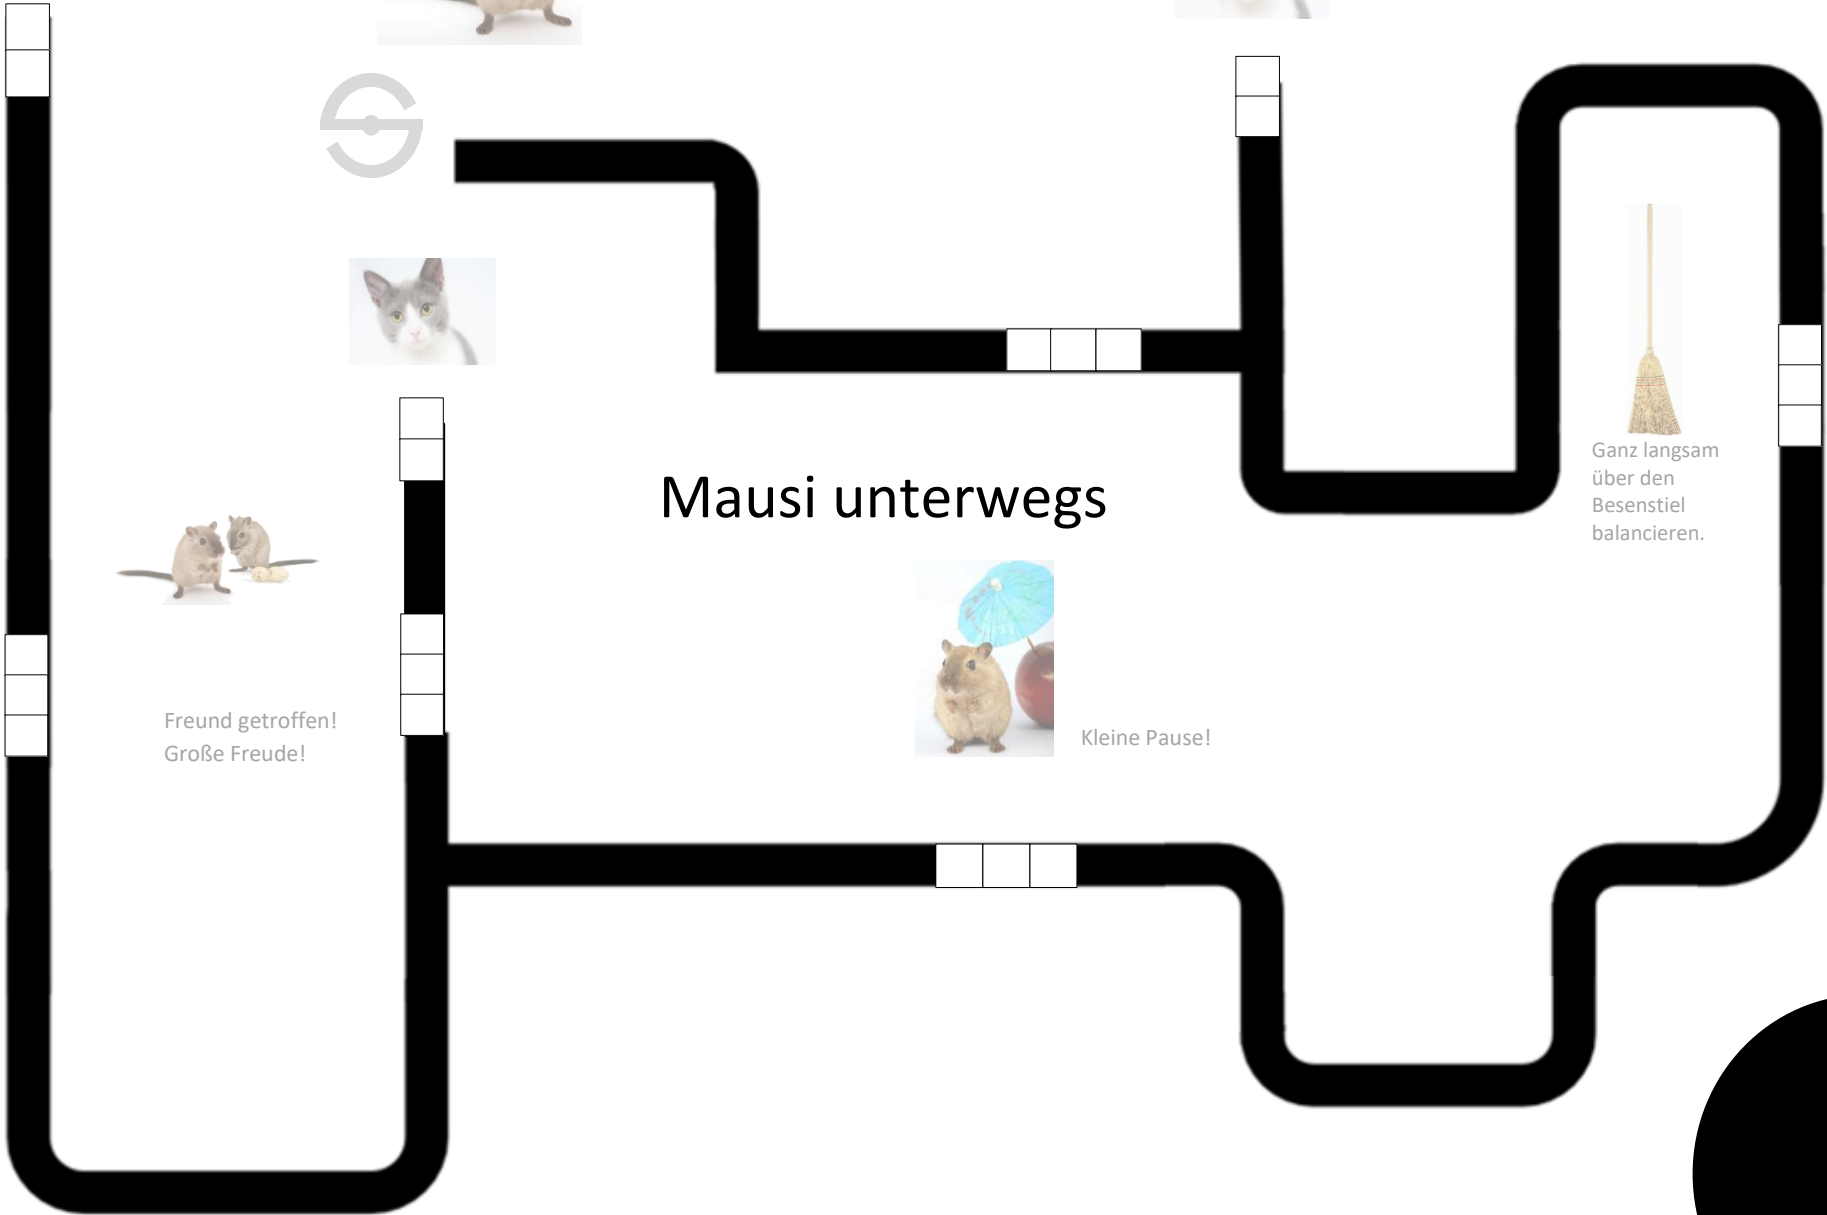 Ganz langsam
über den
Besenstiel
balancieren.
Mausi unterwegs
Freund getroffen!
Große Freude!
Kleine Pause!